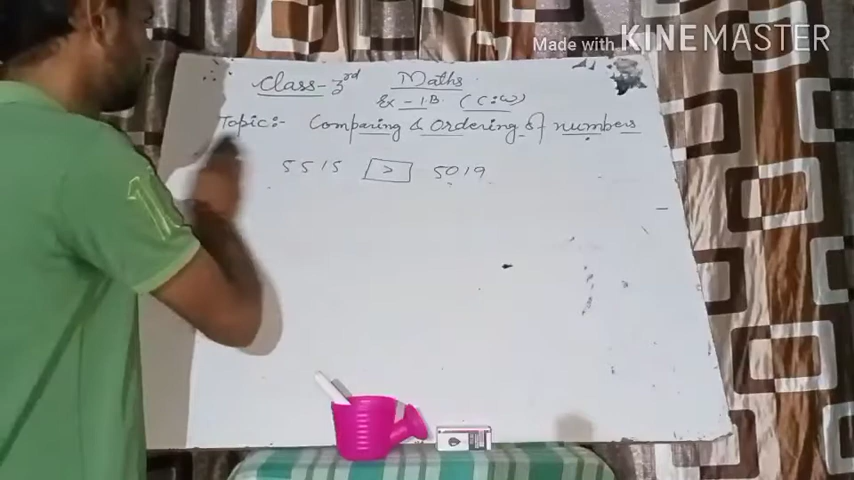 Made with KINEMASTER
Class-3rd Maths
Ex-1B. (C:W)
Topic:- Comparing & Ordering of numbers
5515 > 5019